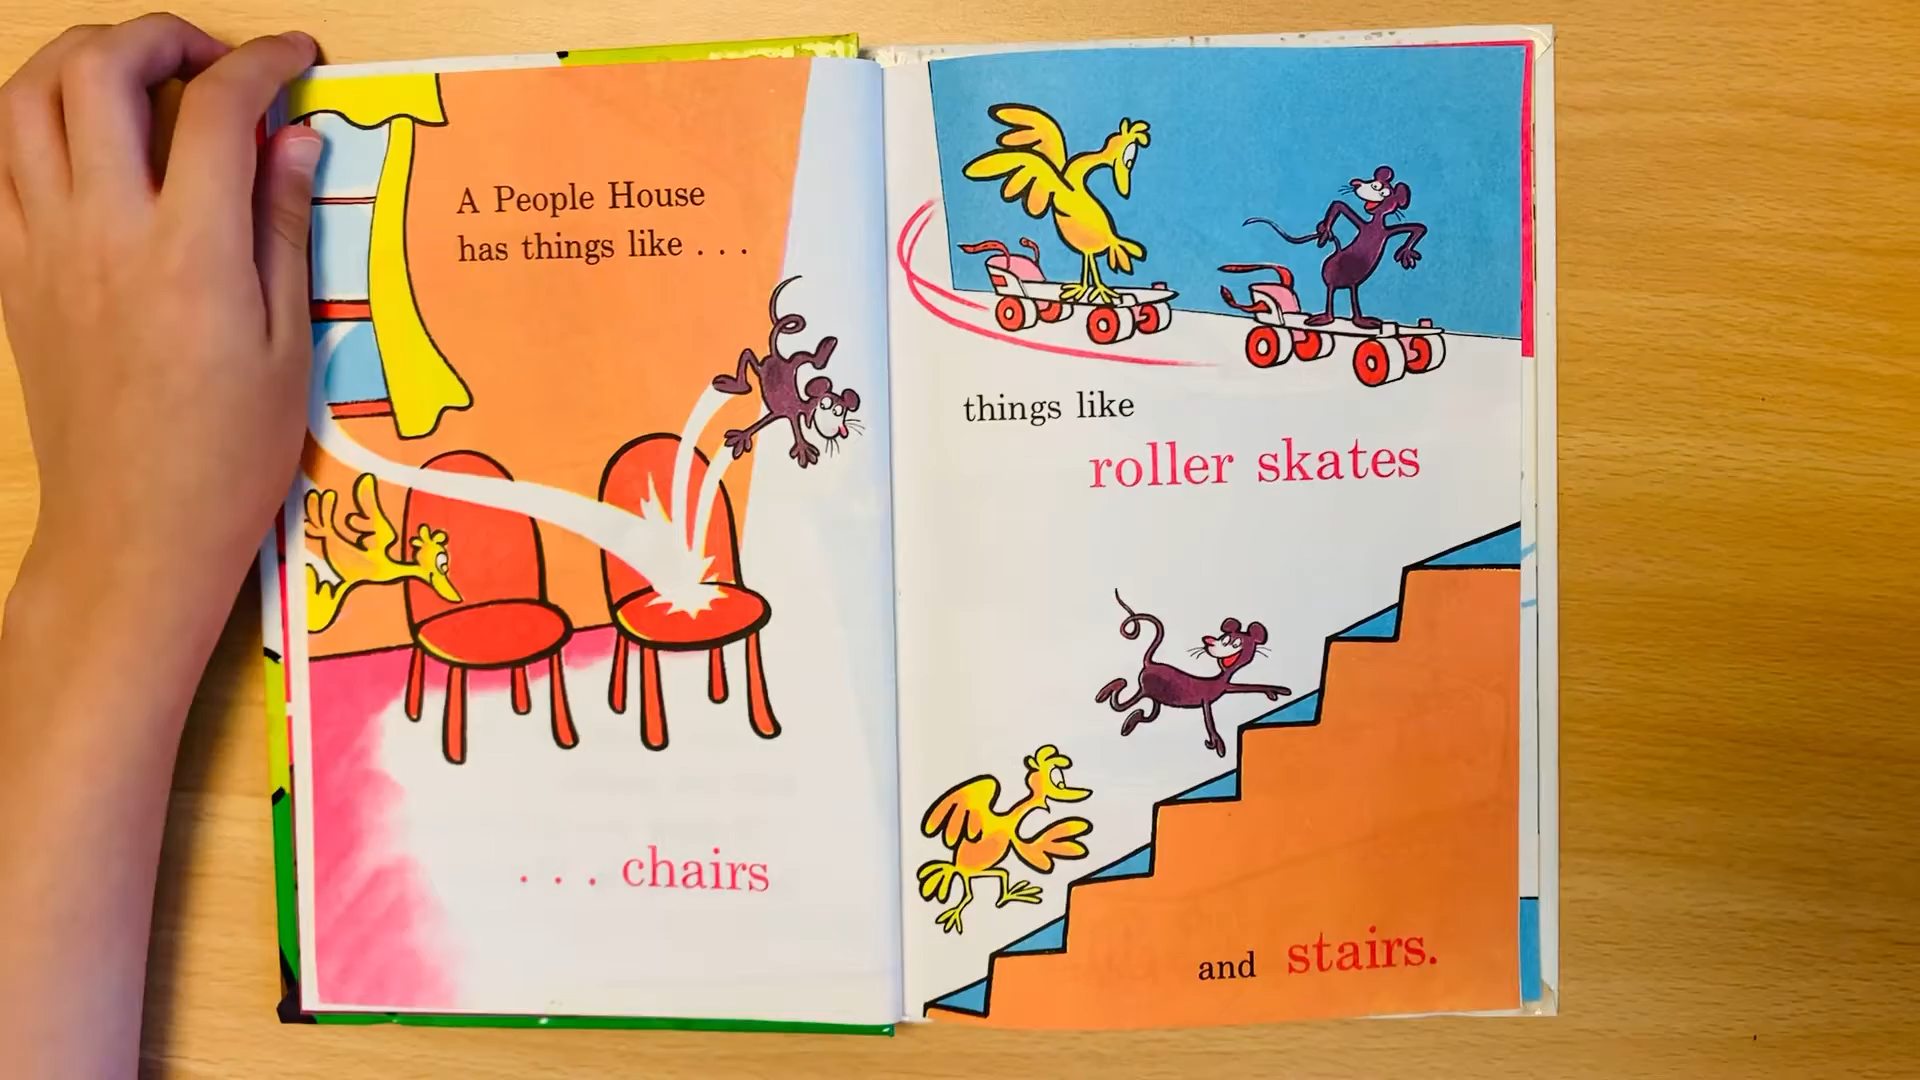 A People House
has things like . . .
. . . chairs
things like
roller skates
and stairs.